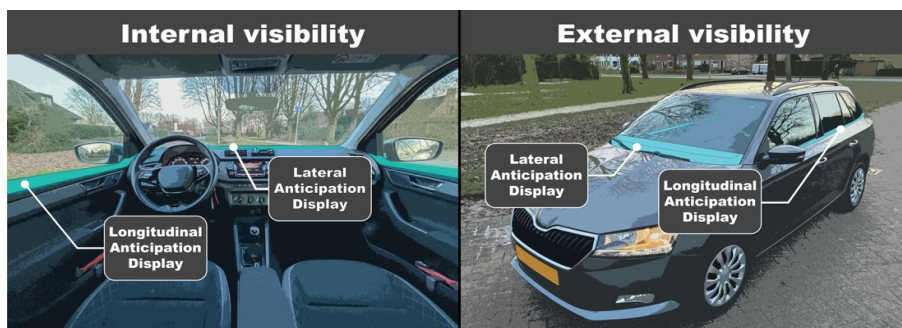 Internal visibility
Lateral
Anticipation
Display
Longitudinal
Anticipation
Display
External visibility
Lateral
Anticipation
Display
Longitudinal
Anticipation
Display